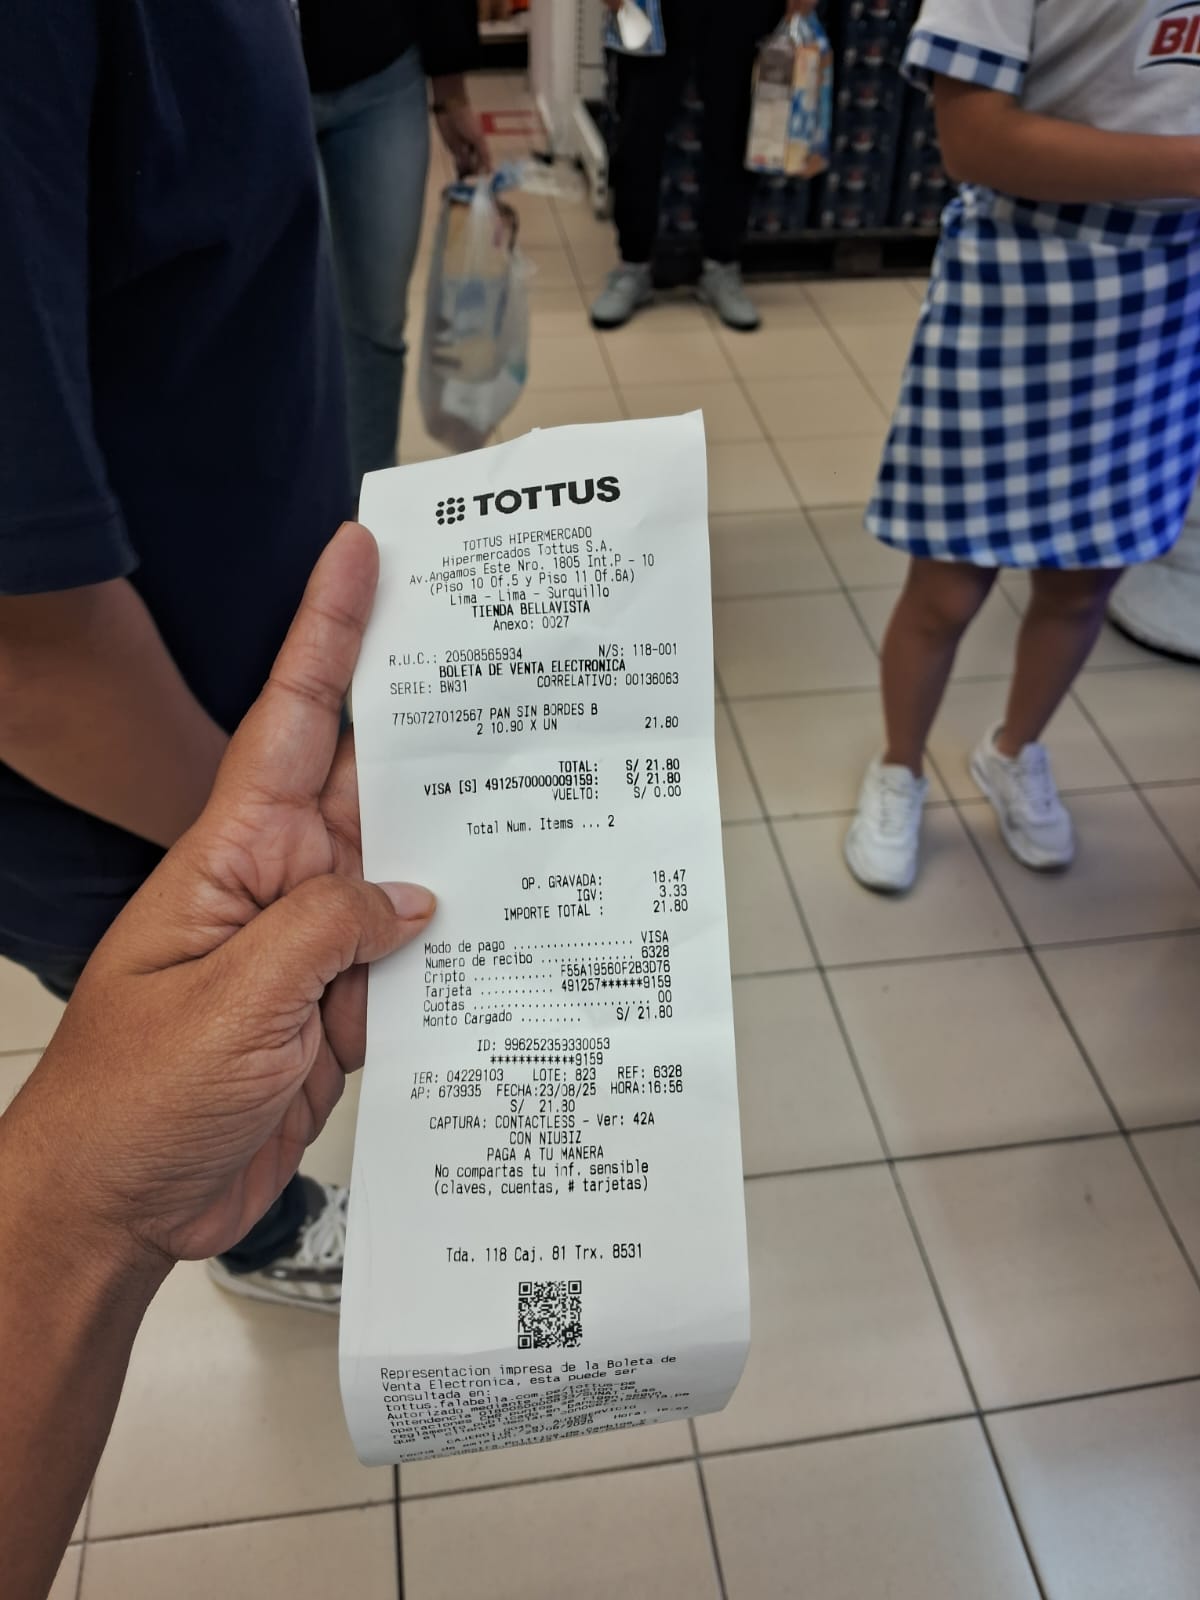 TOTTUS
TOTTUS HIPERMERCADO
Hipermercados Tottus S.A.
Av.Angamos Este Nro. 1805 Int.P - 10
(Piso 10 Of.5 y Piso 11 Of.6A)
Lima - Lima - Surquillo
TIENDA BELLAVISTA
Anexo: 0027
R.U.C.: 20508565934 N/S: 118-001
BOLETA DE VENTA ELECTRONICA
SERIE: BW31 CORRELATIVO: 00136063
7750727012567 PAN SIN BORDES B
2 10.90 X UN 21.80
TOTAL: S/ 21.80
VISA [S] 4912570000009159: S/ 21.80
VUELTO: S/ 0.00
Total Num. Items ... 2
OP. GRAVADA: 18.47
IGV: 3.33
IMPORTE TOTAL : 21.80
Modo de pago .................. VISA
Numero de recibo .............. 6328
Cripto ............ F55A19560F2B3D76
Tarjeta ........... 491257******9159
Cuotas ........................... 00
Monto Cargado ......... S/ 21.80
ID: 996252359330053
************9159
TER: 04229103 LOTE: 823 REF: 6328
AP: 673935 FECHA:23/08/25 HORA:16:56
S/ 21.80
CAPTURA: CONTACTLESS - Ver: 42A
CON NIUBIZ
PAGA A TU MANERA
No compartas tu inf. sensible
(claves, cuentas, # tarjetas)
Tda. 118 Caj. 81 Trx. 8531
Representacion impresa de la Boleta de
Venta Electronica, esta puede ser
consultada en:
tottus.falabella.com.pe/tottus-pe
Autorizado mediante
intendencia
operaciones
reglamento
que el cliente